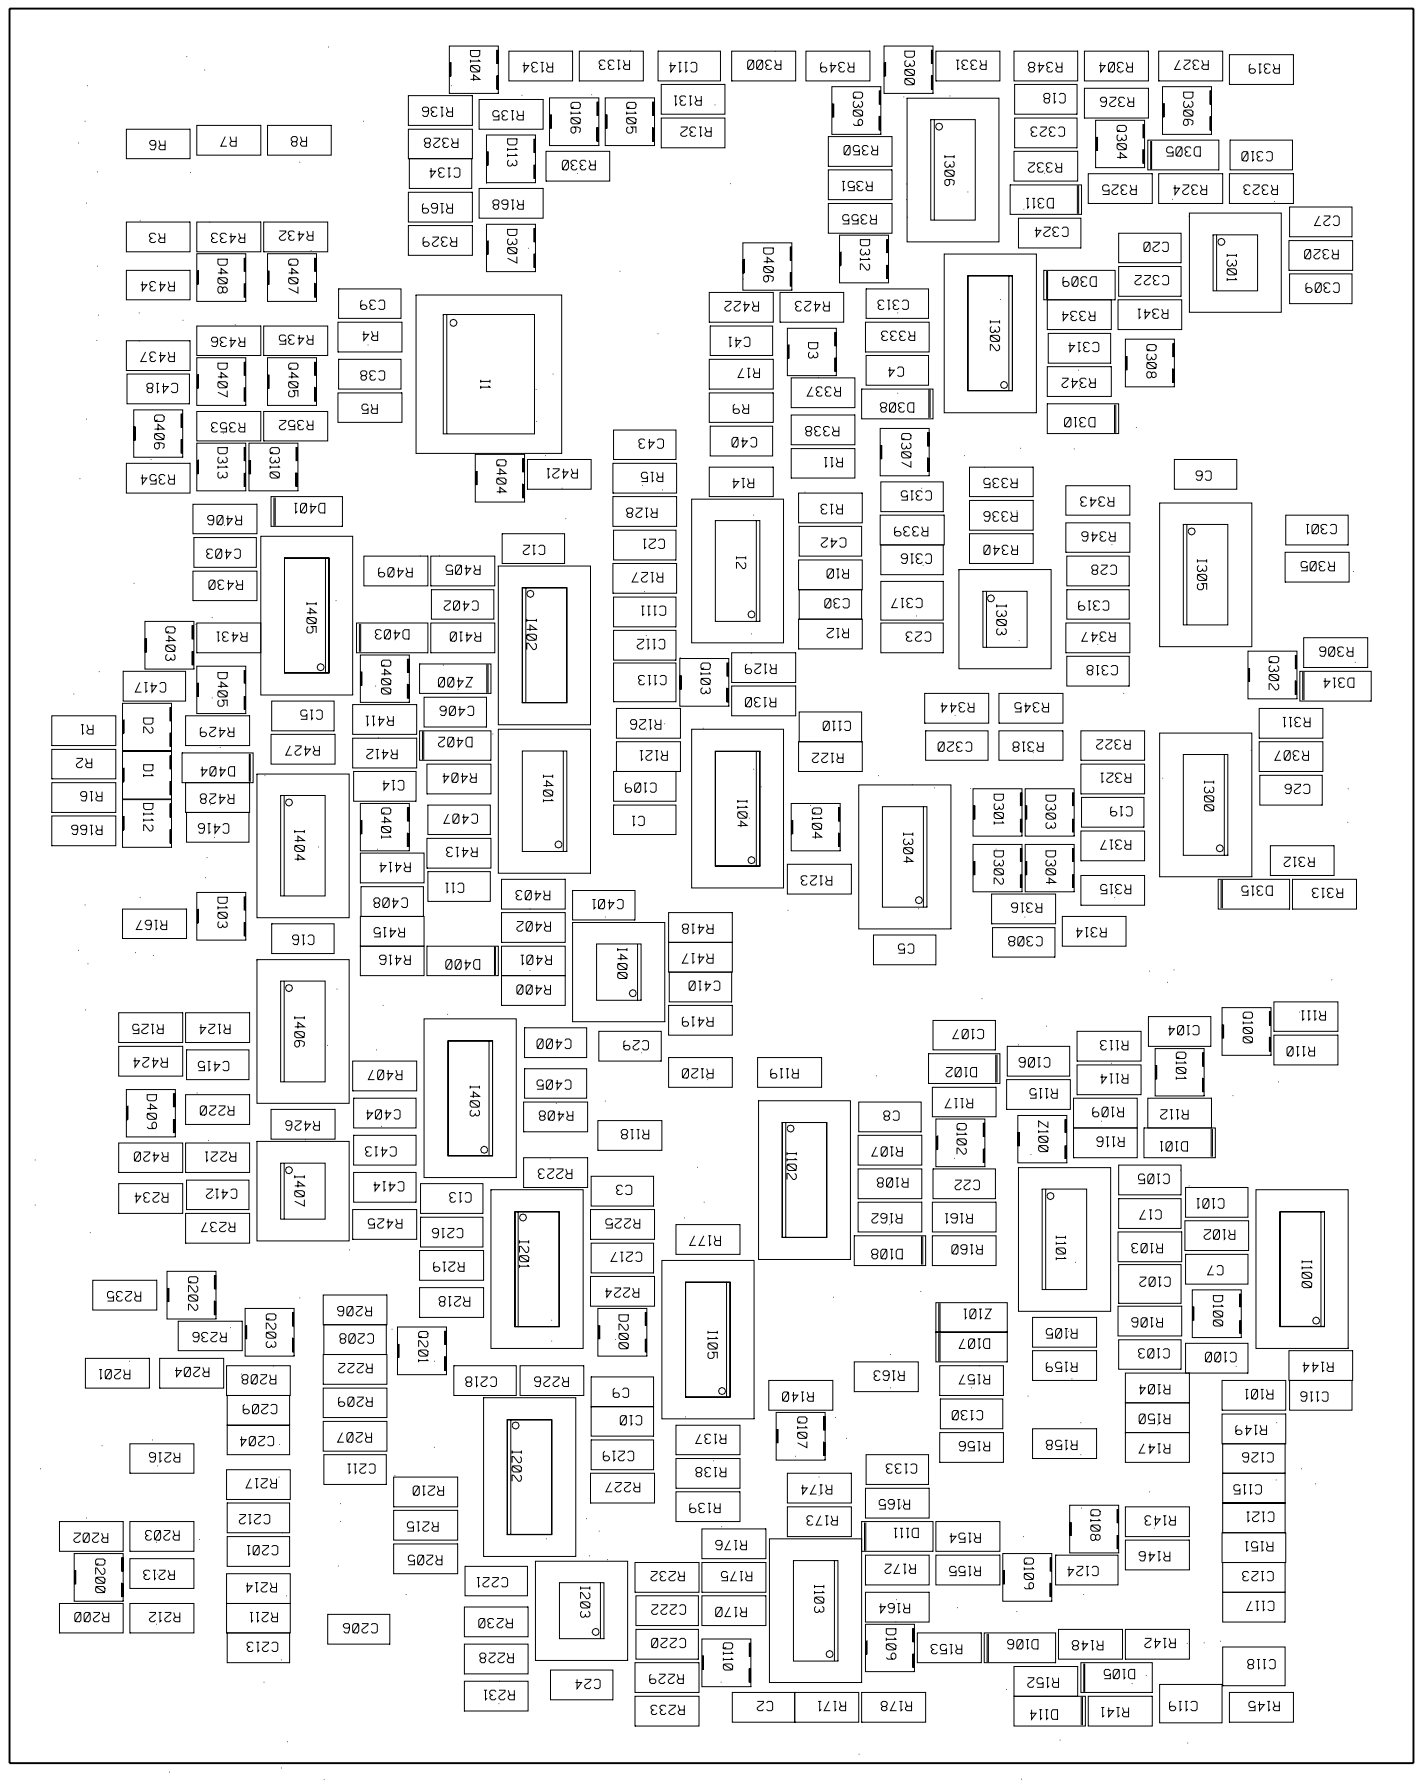 D104 R134 R133 C114 R300 R349 D300 R331 R348 R304 R327 R319
R136 R135 Q106 Q105 R131 Q309 C18 R326 D306
R6 R7 R8 R328 D113 R132 R350 I306 C323 Q304 D305 C310
C134 R330 R351 R332 R325 R324 R323
R169 R168 R355 D311
R3 R433 R432 R329 D307 D312 C324 C20 I301 C27
R434 D408 Q407 D406 D309 C322 R320
C39 R422 R423 C313 R334 R341 C309
R437 R436 R435 R4 C41 D3 R333 I302 C314 Q308
C418 D407 Q405 C38 I1 R17 R337 C4 R342
Q406 R353 R352 R5 R9 R338 D308 D310
R354 D313 Q310 Q404 R421 C43 C40 R11 Q307
D401 R15 R14 C315 R335 R343 C6
R406 C12 R128 R13 R339 R336 R346 C301
C403 R409 R405 C21 I2 C42 C316 R340 C28 I305 R305
R430 I405 C402 I402 R127 R10 C317 I303 C319
Q403 R431 D403 R410 C111 C30 C23 R347 R306
C417 D405 Q400 Z400 C112 R12 C318 Q302 D314
C113 Q103 R129 R130
R1 D2 R429 C15 R411 C406 R126 C110 R344 R345 R311
R2 D1 D404 R427 R412 D402 R121 R122 C320 R318 R322 R307
R16 R428 C14 R404 I401 C109 I104 R321 I300 C26
R166 D112 C416 I404 Q401 C407 C1 Q104 I304 D301 D303 C19
R414 R413 R123 D302 D304 R317 R312
R167 D103 C408 C11 R403 C401 R315 D315 R313
C16 R415 R402 R418 C5 R316 R314
R416 D400 R401 I400 R417 C308
R400 C410
R125 R124 I406 C400 C29 R419 C107 C104 Q100 R111
R424 C415 R407 I403 C405 R120 R119 D102 C106 R113 Q101 R110
D409 R220 R426 C404 R408 C8 R117 R115 R114
R420 R221 C413 R118 I102 R107 Q102 Z100 R109 R112
R234 C412 I407 C414 R223 C3 R108 C22 R116 D101
R237 R425 C13 I201 R225 R162 R161 I101 C105 C101
C216 C217 R177 D108 R160 C17 R102
R235 Q202 R219 R224 R103 C7 I100
R236 Q203 R206 R218 D200 I105 Z101 R105 C102 D100
C208 Q201 D107 R106
R201 R204 R208 R222 C218 R226 R163 R159 C103 C100 R144
C209 R209 C9 R140 R157 R104 R101 C116
C204 R207 I202 C10 R137 Q107 C130 R150 R149
R216 C211 C219 R138 C133 R156 R158 R147 C126
R217 R210 R227 R139 R174 R165 C115
R202 R203 C212 R215 R173 D111 R154 Q108 R143 C121
C201 R205 R176 R172 R155 Q109 R146 R151
Q200 R213 R214 C221 I203 R232 R175 I103 C124 C123
R200 R212 R211 C206 R230 C222 R170 R164 C117
C213 R228 C220 Q110 D109 R153 D106 R148 R142
R231 C24 R229 R152 D105 C118
R233 C2 R171 R178 D114 R141 C119 R145